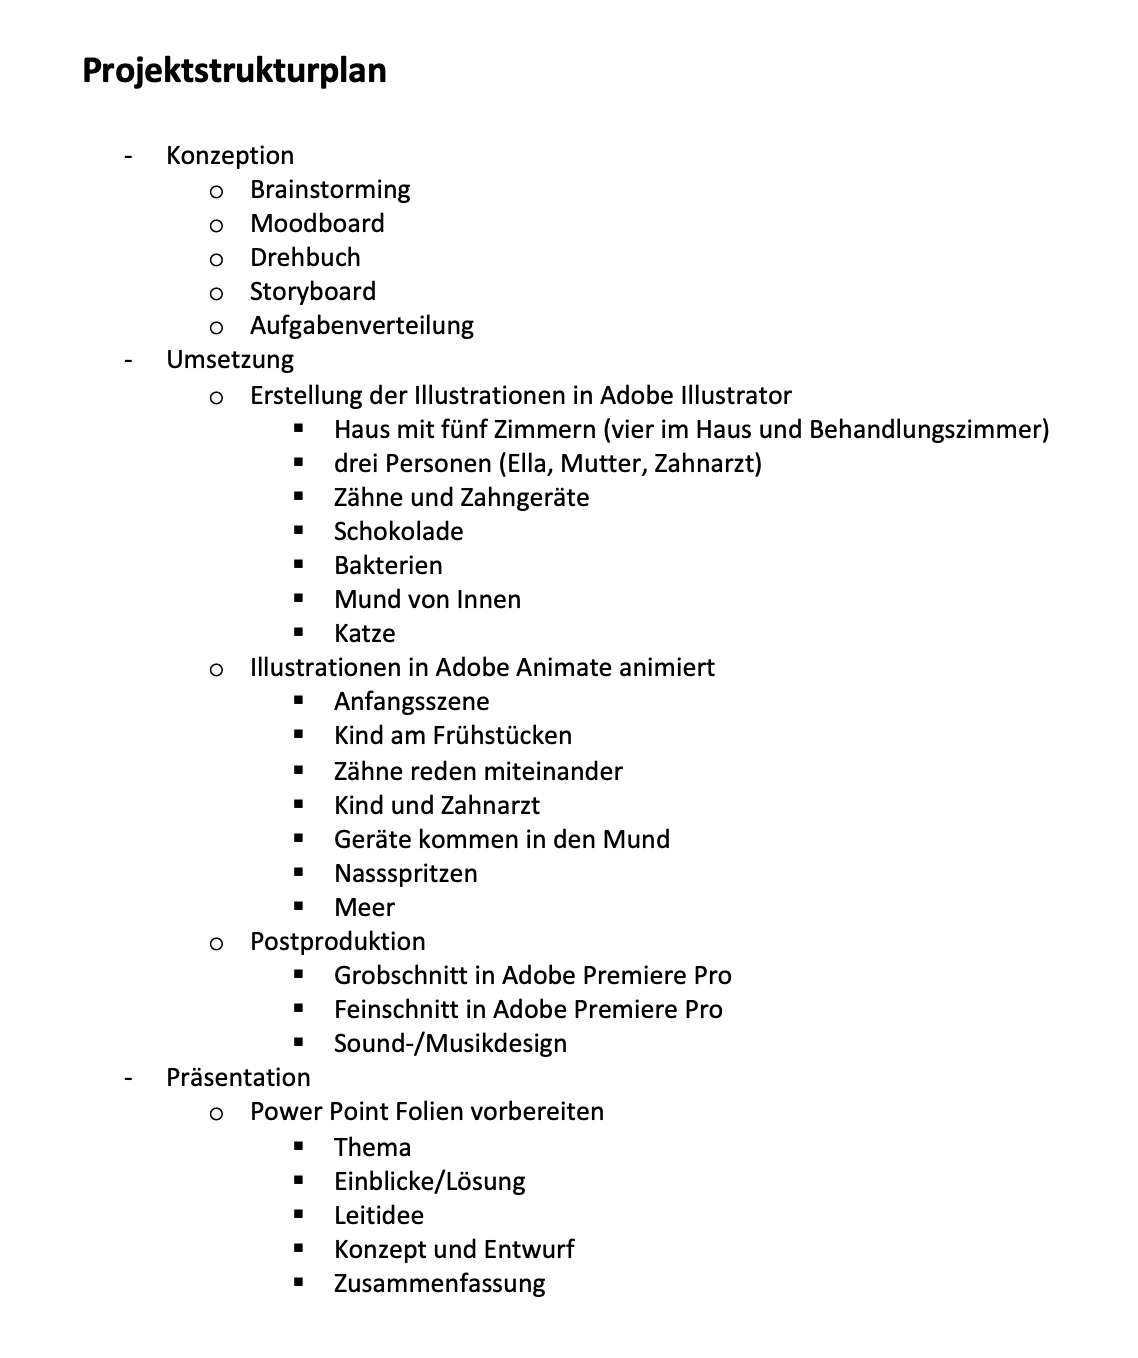 Projektstrukturplan
- Konzeption
o Brainstorming
o Moodboard
o Drehbuch
o Storyboard
o Aufgabenverteilung
- Umsetzung
o Erstellung der Illustrationen in Adobe Illustrator
▪ Haus mit fünf Zimmern (vier im Haus und Behandlungszimmer)
▪ drei Personen (Ella, Mutter, Zahnarzt)
▪ Zähne und Zahngeräte
▪ Schokolade
▪ Bakterien
▪ Mund von Innen
▪ Katze
o Illustrationen in Adobe Animate animiert
▪ Anfangsszene
▪ Kind am Frühstücken
▪ Zähne reden miteinander
▪ Kind und Zahnarzt
▪ Geräte kommen in den Mund
▪ Nassspritzen
▪ Meer
o Postproduktion
▪ Grobschnitt in Adobe Premiere Pro
▪ Feinschnitt in Adobe Premiere Pro
▪ Sound-/Musikdesign
- Präsentation
o Power Point Folien vorbereiten
▪ Thema
▪ Einblicke/Lösung
▪ Leitidee
▪ Konzept und Entwurf
▪ Zusammenfassung